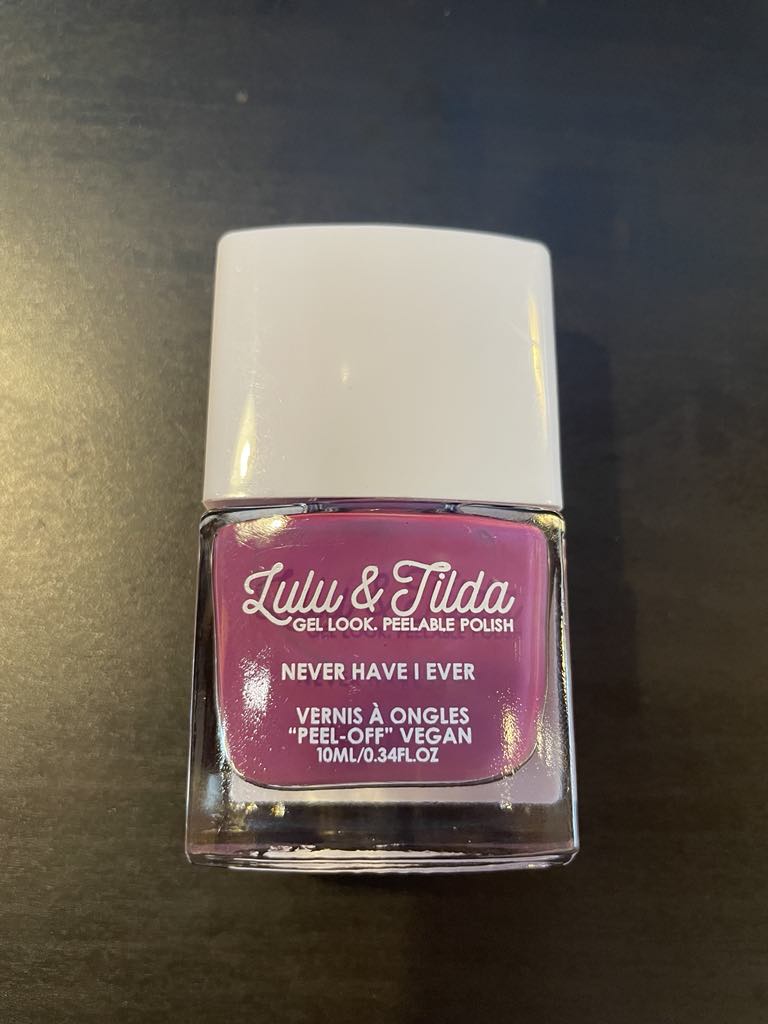 Lulu & Tilda
GEL LOOK. PEELABLE POLISH
NEVER HAVE I EVER
VERNIS À ONGLES
"PEEL-OFF" VEGAN
10ML/0.34FL.OZ